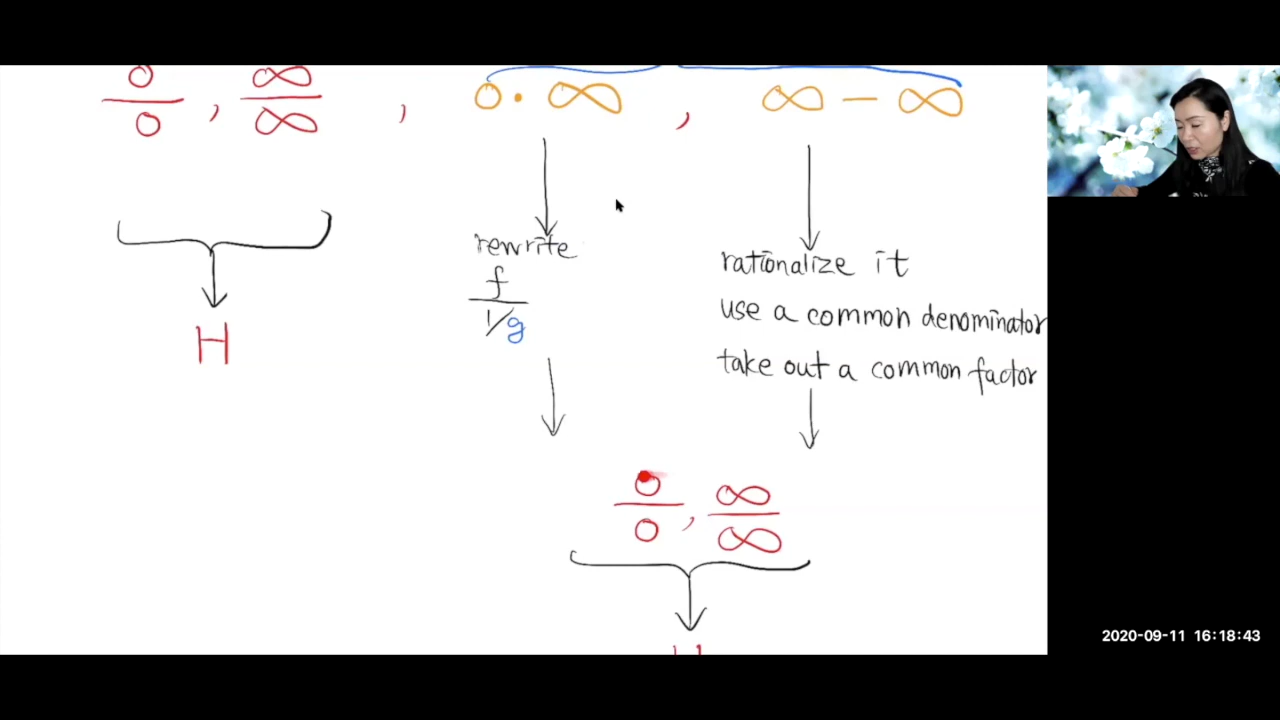 0/0 , ∞/∞ , 0 · ∞ , ∞ − ∞
rewrite
f
1/g
rationalize it
use a common denominator
take out a common factor
H
0/0 , ∞/∞
2020-09-11 16:18:43